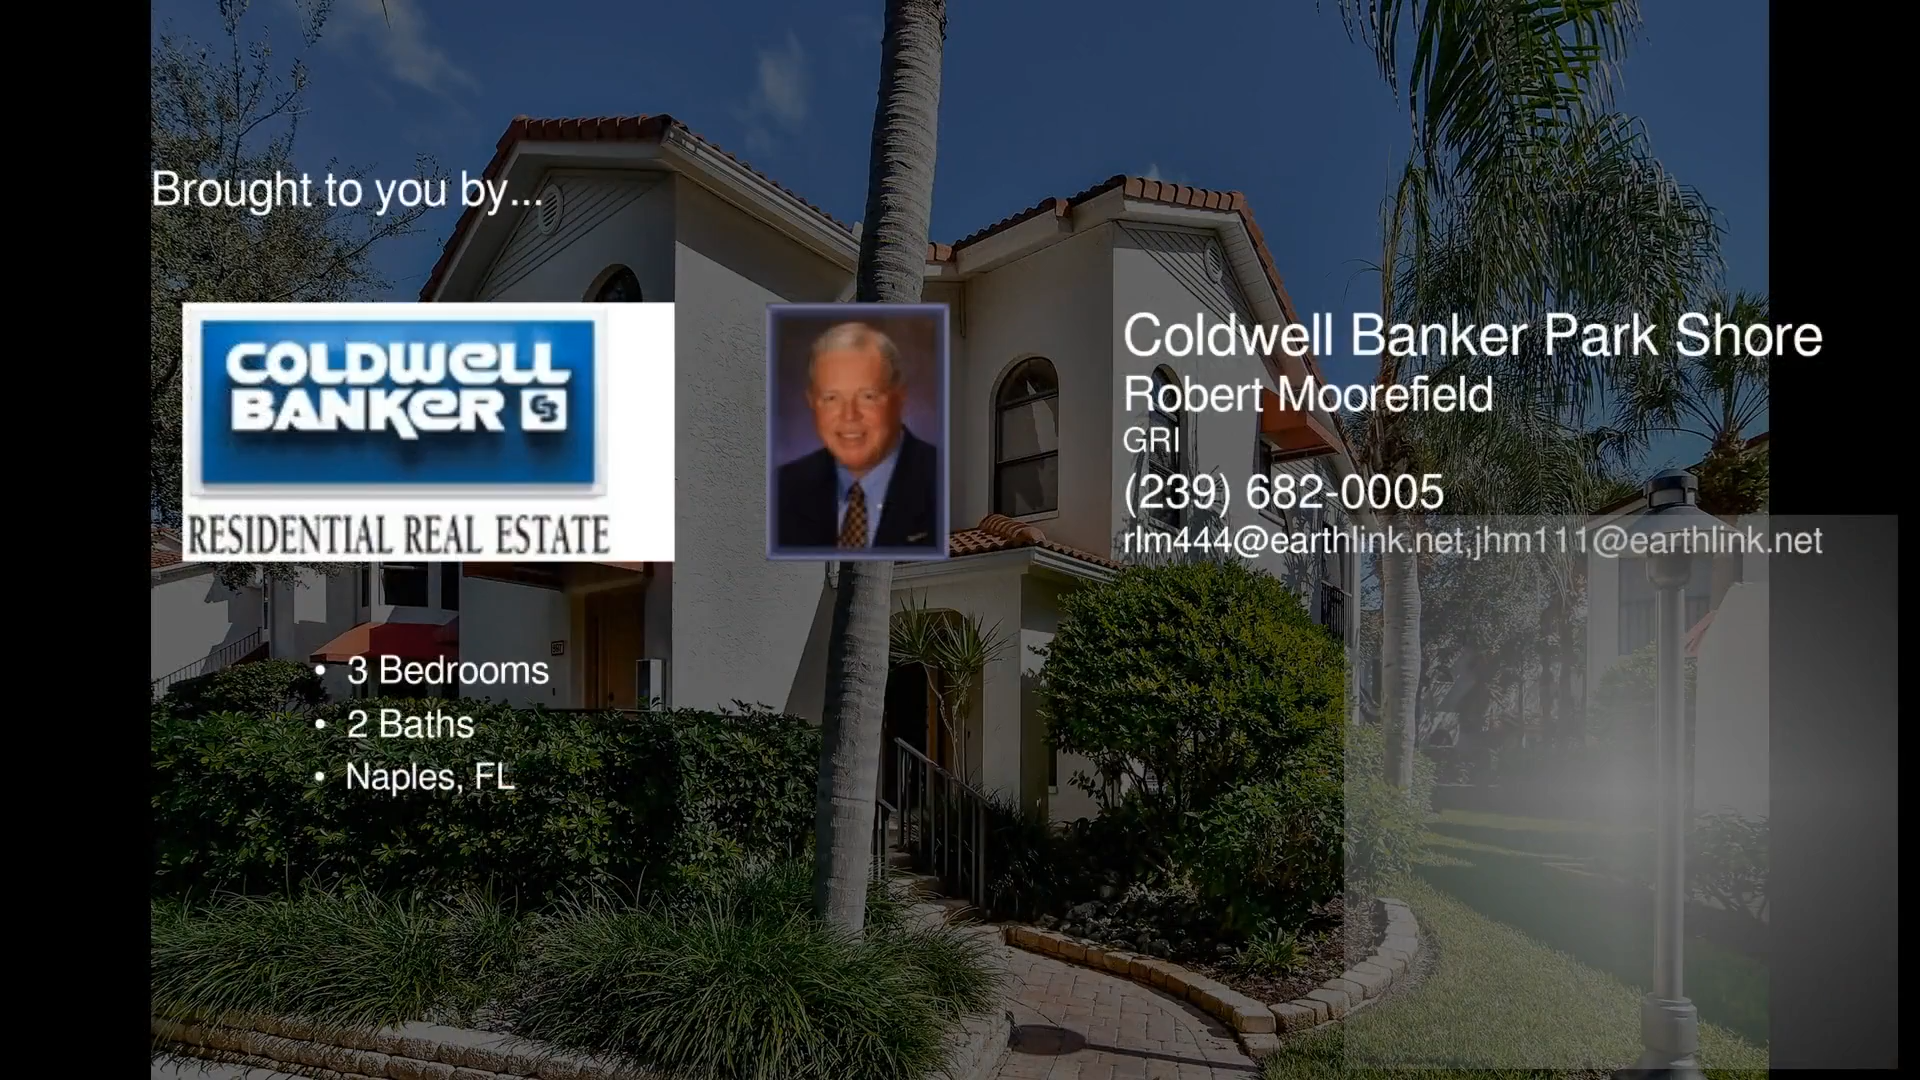 Brought to you by...
COLDWELL
BANKER CB
RESIDENTIAL REAL ESTATE
Coldwell Banker Park Shore
Robert Moorefield
GRI
(239) 682-0005
rlm444@earthlink.net,jhm111@earthlink.net
• 3 Bedrooms
• 2 Baths
• Naples, FL